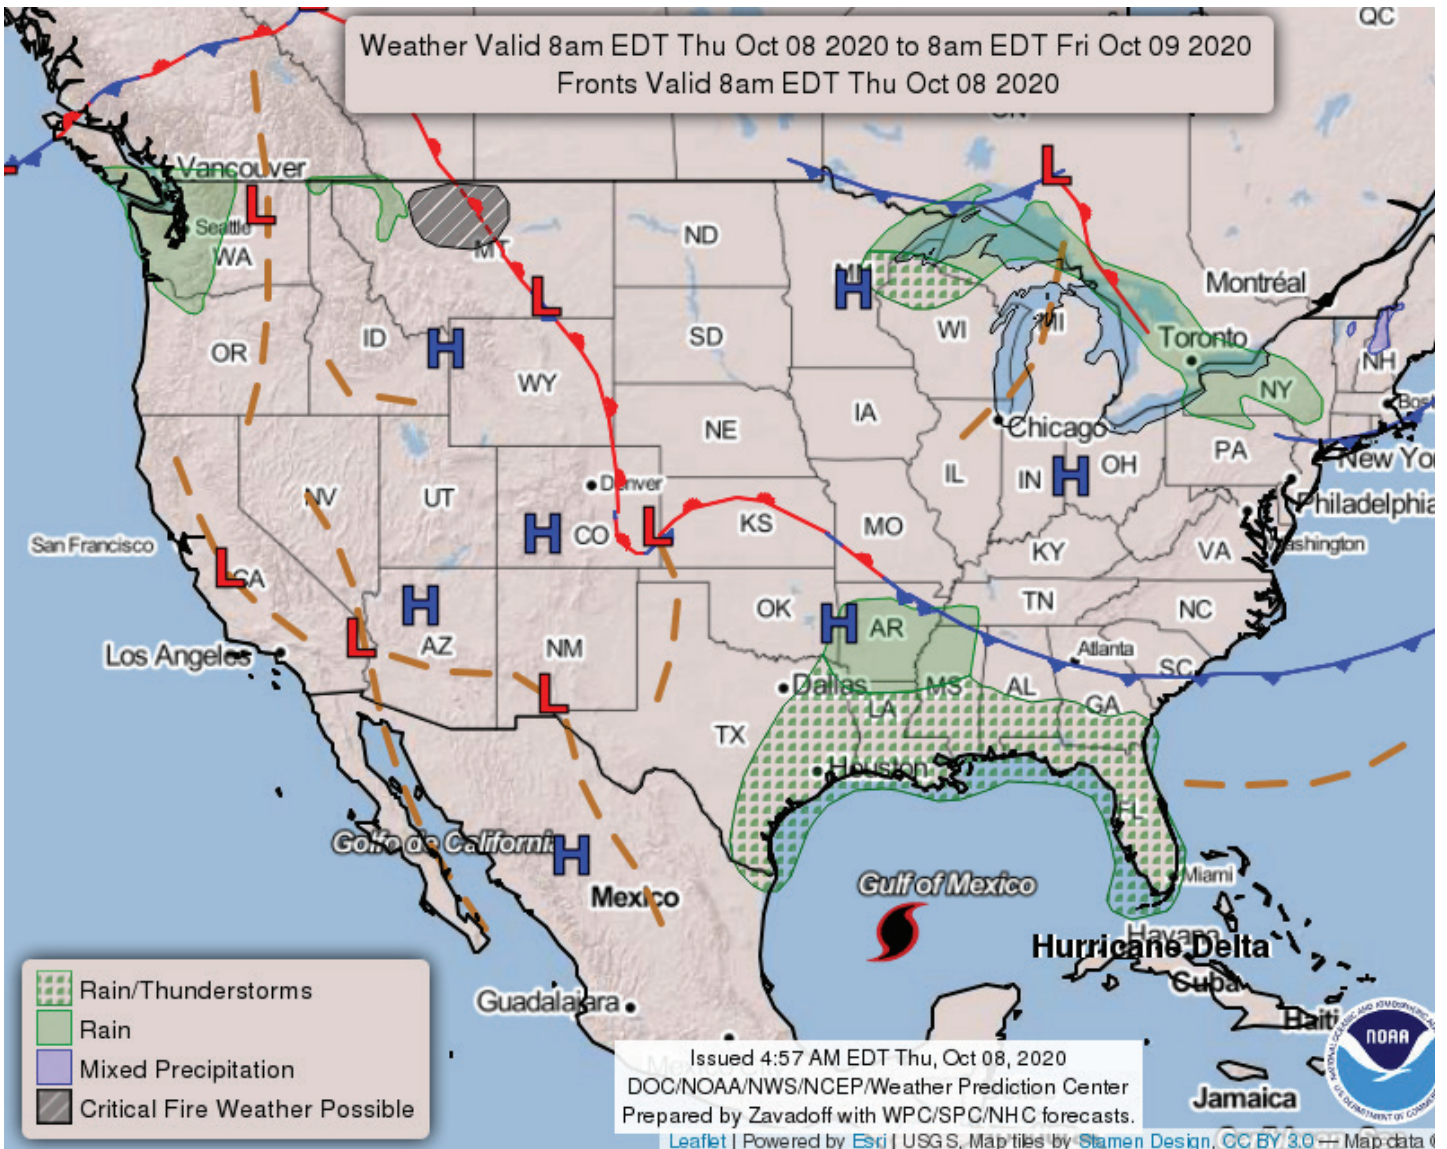 QC
Weather Valid 8am EDT Thu Oct 08 2020 to 8am EDT Fri Oct 09 2020
Fronts Valid 8am EDT Thu Oct 08 2020
L
Vancouver
L
Seattle
WA
MT
ND
H
Montréal
L
OR
ID
H
WY
SD
WI
MI
Toronto
NH
NY
IA
NE
Chicago
PA
New Yo
NV
UT
Denver
IL
IN
H
OH
Philadelphia
San Francisco
H
CO
L
KS
MO
KY
VA
Washington
L
CA
H
OK
H
AR
TN
NC
Los Angeles
L
AZ
NM
Atlanta
SC
L
Dallas
MS
AL
GA
LA
TX
Houston
FL
Golfo de California
H
Mexico
Gulf of Mexico
Miami
Havana
Hurricane Delta
Cuba
Haiti
Guadalajara
Mexico City
Jamaica
NOAA
Rain/Thunderstorms
Rain
Mixed Precipitation
Critical Fire Weather Possible
Issued 4:57 AM EDT Thu, Oct 08, 2020
DOC/NOAA/NWS/NCEP/Weather Prediction Center
Prepared by Zavadoff with WPC/SPC/NHC forecasts.
Leaflet | Powered by Esri | USGS, Map tiles by Stamen Design, CC BY 3.0 — Map data ©